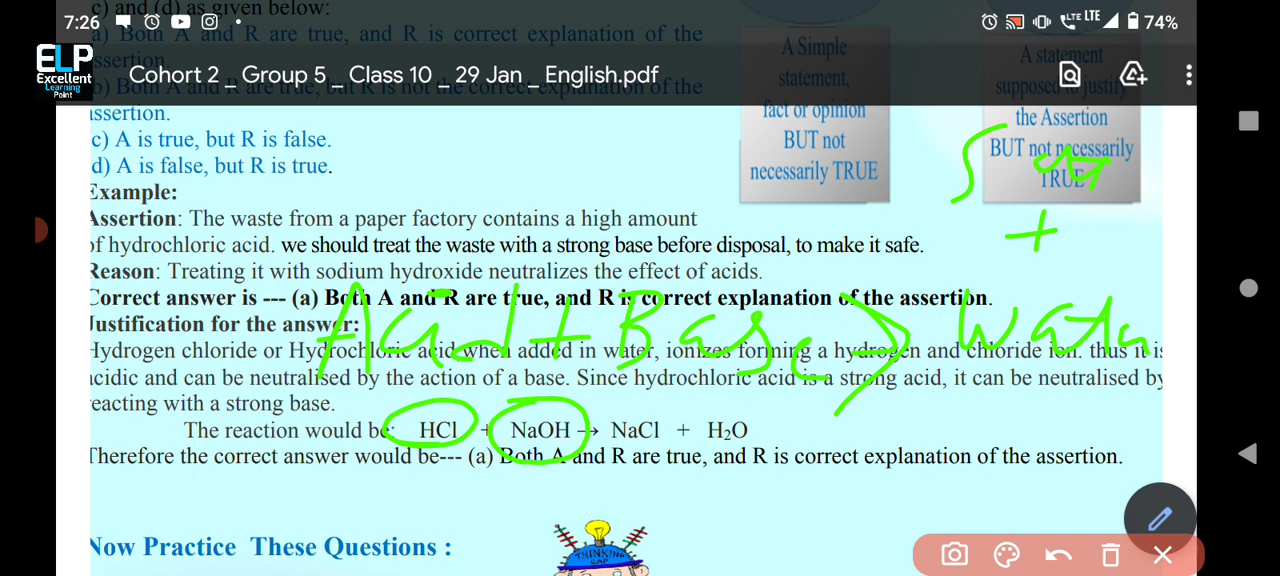 c) and (d) as given below:
7:26
LTE LTE 74%
a) Both A and R are true, and R is correct explanation of the
assertion.
ELP
Excellent
Learning
Point
Cohort 2 _ Group 5 _ Class 10 _ 29 Jan _ English.pdf
b) Both A and R are true, but R is not the correct explanation of the
assertion.
c) A is true, but R is false.
d) A is false, but R is true.
A Simple
statement,
fact or opinion
BUT not
necessarily TRUE
A statement
supposed to justify
the Assertion
BUT not necessarily
TRUE
Example:
Assertion: The waste from a paper factory contains a high amount
of hydrochloric acid. we should treat the waste with a strong base before disposal, to make it safe.
+
Reason: Treating it with sodium hydroxide neutralizes the effect of acids.
Correct answer is --- (a) Both A and R are true, and R is correct explanation of the assertion.
Acid + Base → Water
Justification for the answer:
Hydrogen chloride or Hydrochloric acid when added in water, ionizes forming a hydrogen and chloride ion. thus it is
acidic and can be neutralised by the action of a base. Since hydrochloric acid is a strong acid, it can be neutralised by
reacting with a strong base.
The reaction would be: HCl + NaOH → NaCl + H₂O
Therefore the correct answer would be--- (a) Both A and R are true, and R is correct explanation of the assertion.
Now Practice These Questions :
THINKING
CAP